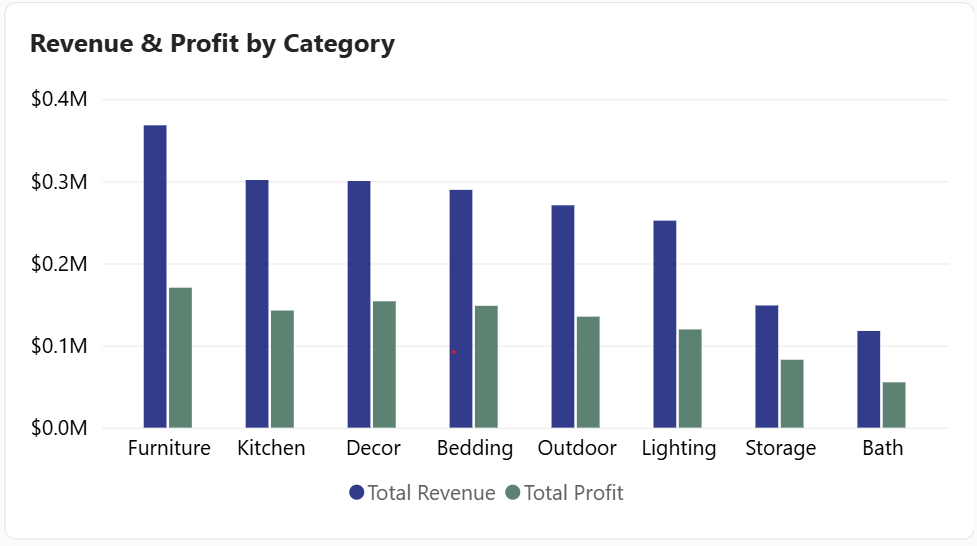 Revenue & Profit by Category
$0.4M
$0.3M
$0.2M
$0.1M
$0.0M
Furniture Kitchen Decor Bedding Outdoor Lighting Storage Bath
Total Revenue Total Profit